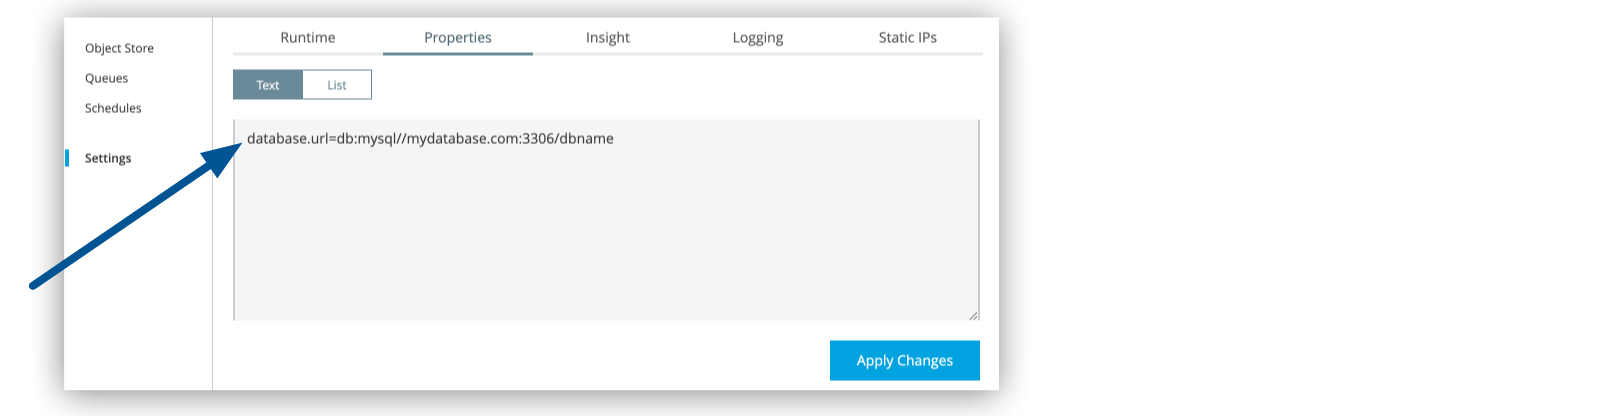 Object Store
Queues
Schedules
Settings
Runtime Properties Insight Logging Static IPs
Text List
database.url=db:mysql//mydatabase.com:3306/dbname
Apply Changes